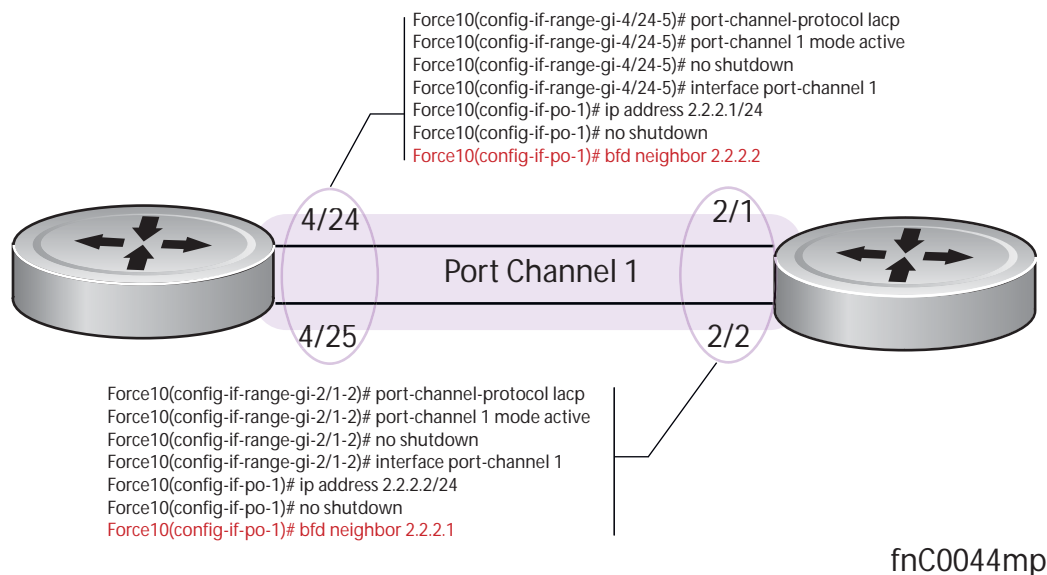 Force10(config-if-range-gi-4/24-5)# port-channel-protocol lacp
Force10(config-if-range-gi-4/24-5)# port-channel 1 mode active
Force10(config-if-range-gi-4/24-5)# no shutdown
Force10(config-if-range-gi-4/24-5)# interface port-channel 1
Force10(config-if-po-1)# ip address 2.2.2.1/24
Force10(config-if-po-1)# no shutdown
Force10(config-if-po-1)# bfd neighbor 2.2.2.2
4/24
2/1
Port Channel 1
4/25
2/2
Force10(config-if-range-gi-2/1-2)# port-channel-protocol lacp
Force10(config-if-range-gi-2/1-2)# port-channel 1 mode active
Force10(config-if-range-gi-2/1-2)# no shutdown
Force10(config-if-range-gi-2/1-2)# interface port-channel 1
Force10(config-if-po-1)# ip address 2.2.2.2/24
Force10(config-if-po-1)# no shutdown
Force10(config-if-po-1)# bfd neighbor 2.2.2.1
fnC0044mp